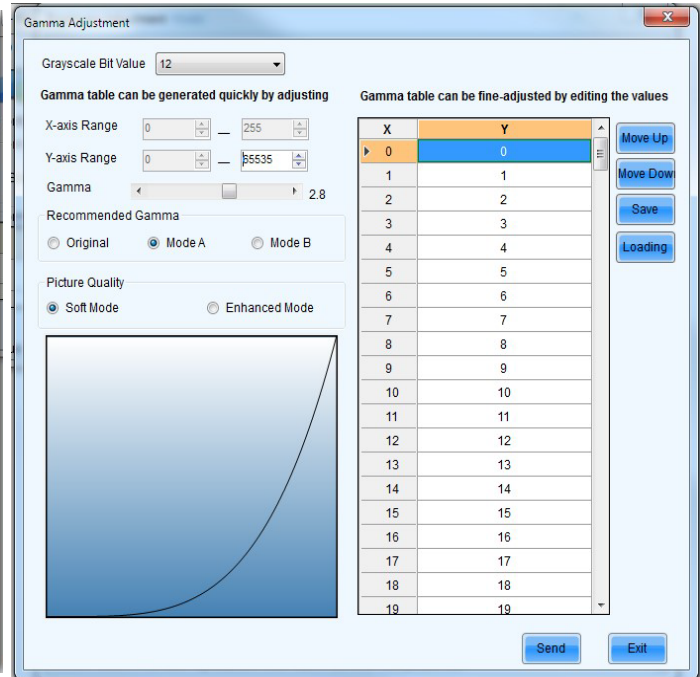 Gamma Adjustment
Grayscale Bit Value 12
Gamma table can be generated quickly by adjusting
X-axis Range 0 — 255
Y-axis Range 0 — 65535
Gamma 2.8
Recommended Gamma
Original Mode A Mode B
Picture Quality
Soft Mode Enhanced Mode
Gamma table can be fine-adjusted by editing the values
X Y
0 0
1 1
2 2
3 3
4 4
5 5
6 6
7 7
8 8
9 9
10 10
11 11
12 12
13 13
14 14
15 15
16 16
17 17
18 18
19 19
Move Up
Move Down
Save
Loading
Send Exit